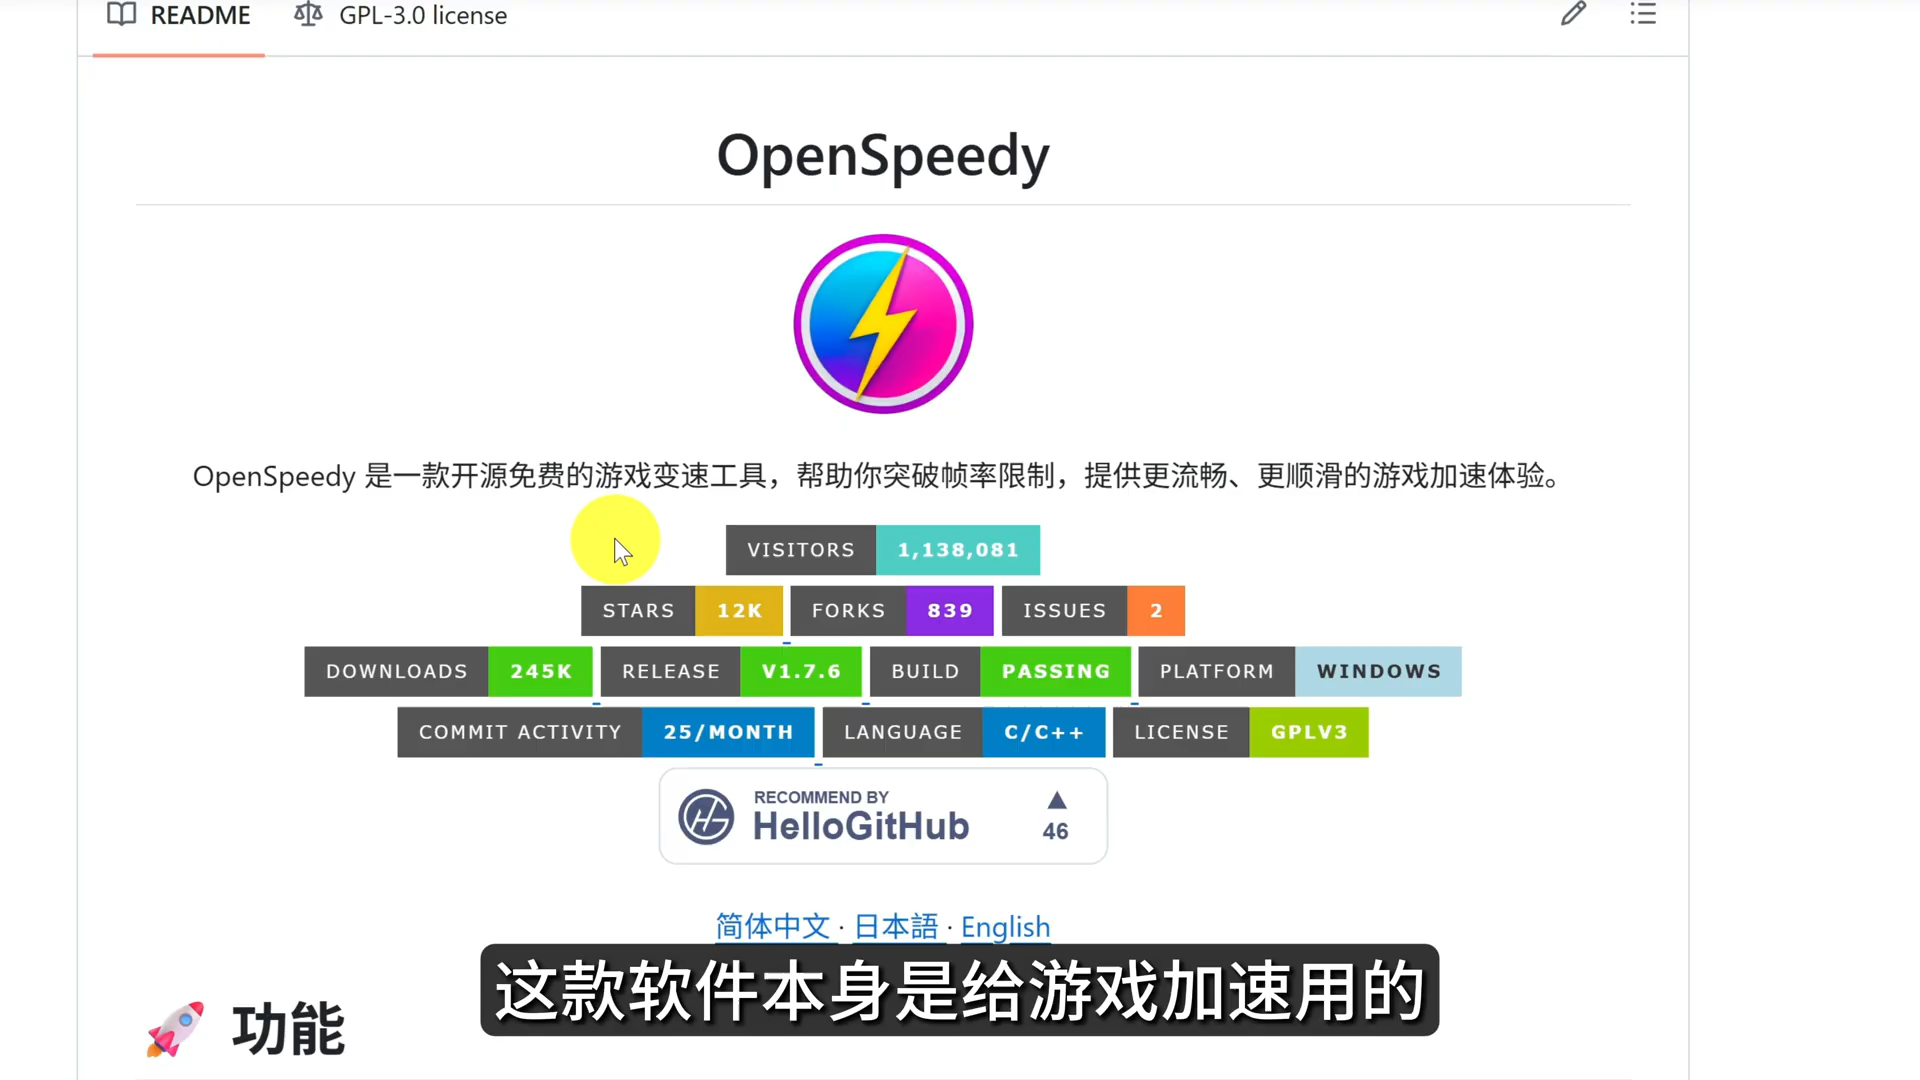 README GPL-3.0 license
OpenSpeedy
OpenSpeedy 是一款开源免费的游戏变速工具，帮助你突破帧率限制，提供更流畅、更顺滑的游戏加速体验。
VISITORS 1,138,081
STARS 12K FORKS 839 ISSUES 2
DOWNLOADS 245K RELEASE V1.7.6 BUILD PASSING PLATFORM WINDOWS
COMMIT ACTIVITY 25/MONTH LANGUAGE C/C++ LICENSE GPLV3
RECOMMEND BY
HelloGitHub
46
简体中文 · 日本語 · English
这款软件本身是给游戏加速用的
功能